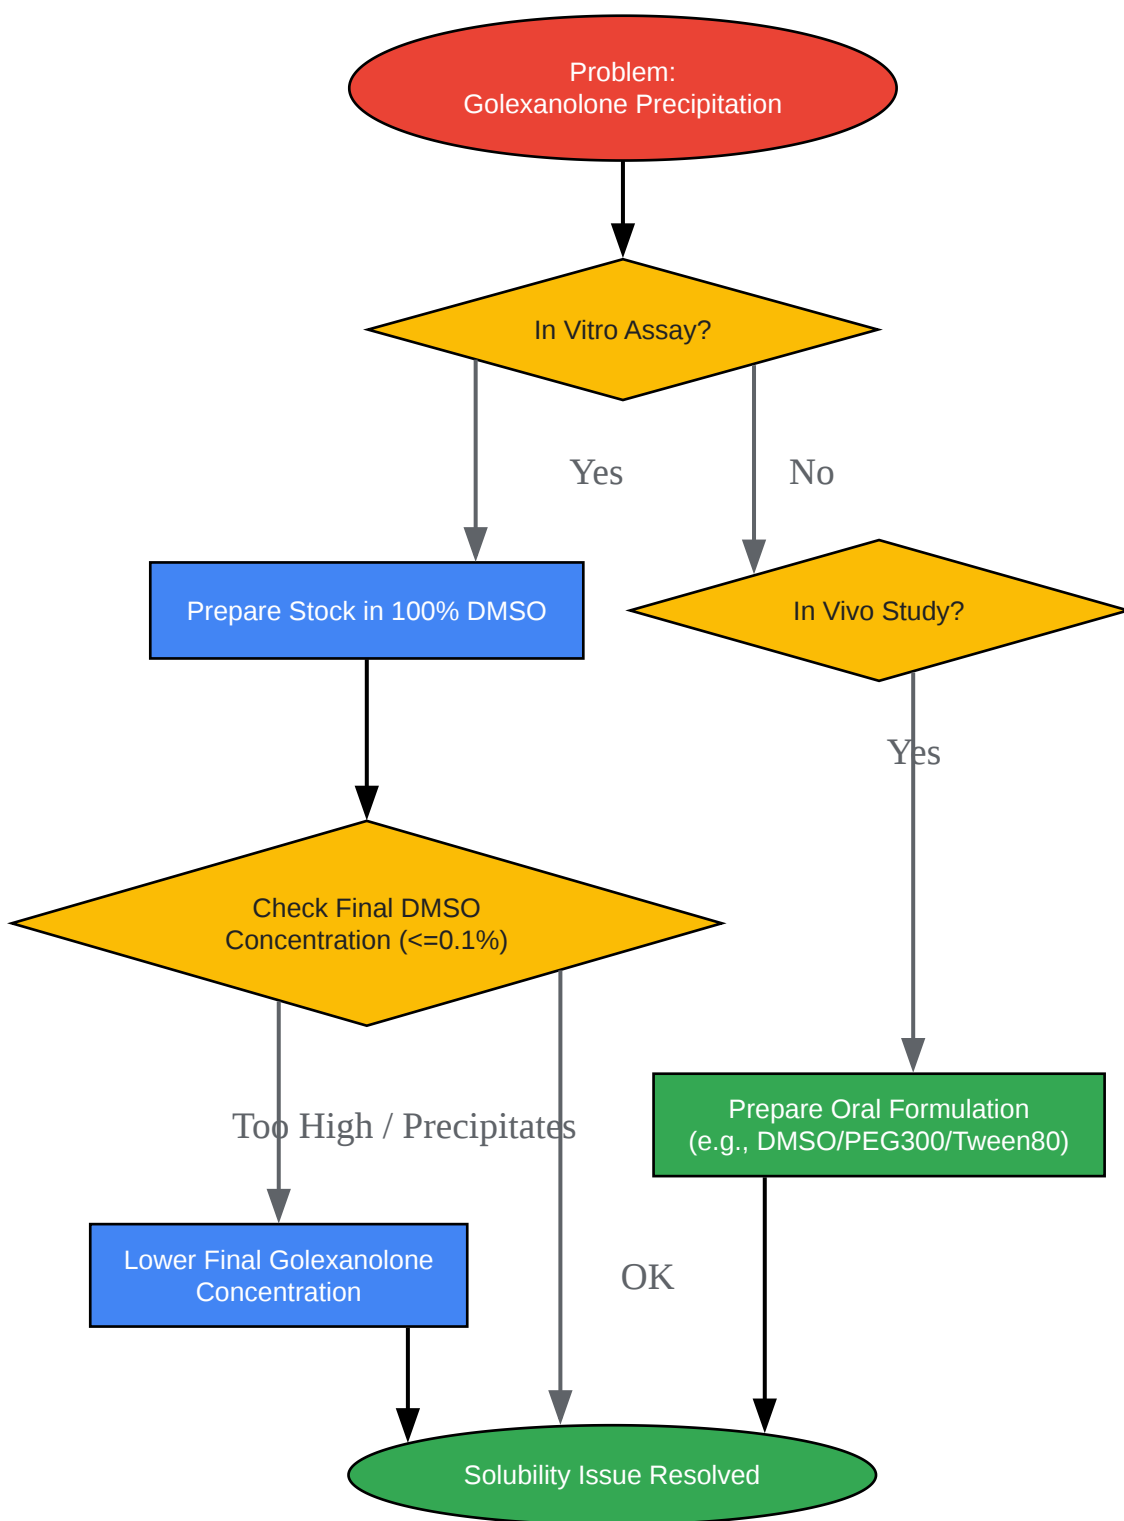 Problem:
Golexanolone Precipitation
In Vitro Assay?
Yes
No
Prepare Stock in 100% DMSO
In Vivo Study?
Yes
Check Final DMSO
Concentration (<=0.1%)
Too High / Precipitates
Prepare Oral Formulation
(e.g., DMSO/PEG300/Tween80)
Lower Final Golexanolone
Concentration
OK
Solubility Issue Resolved